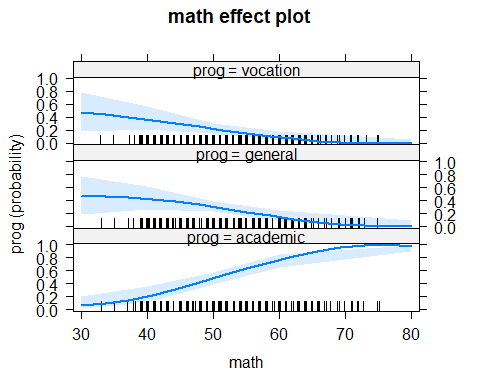 math effect plot
prog = vocation
1.0
0.8
0.6
0.4
0.2
0.0
prog = general
1.0
0.8
0.6
0.4
0.2
0.0
prog = academic
1.0
0.8
0.6
0.4
0.2
0.0
prog (probability)
30 40 50 60 70 80
math